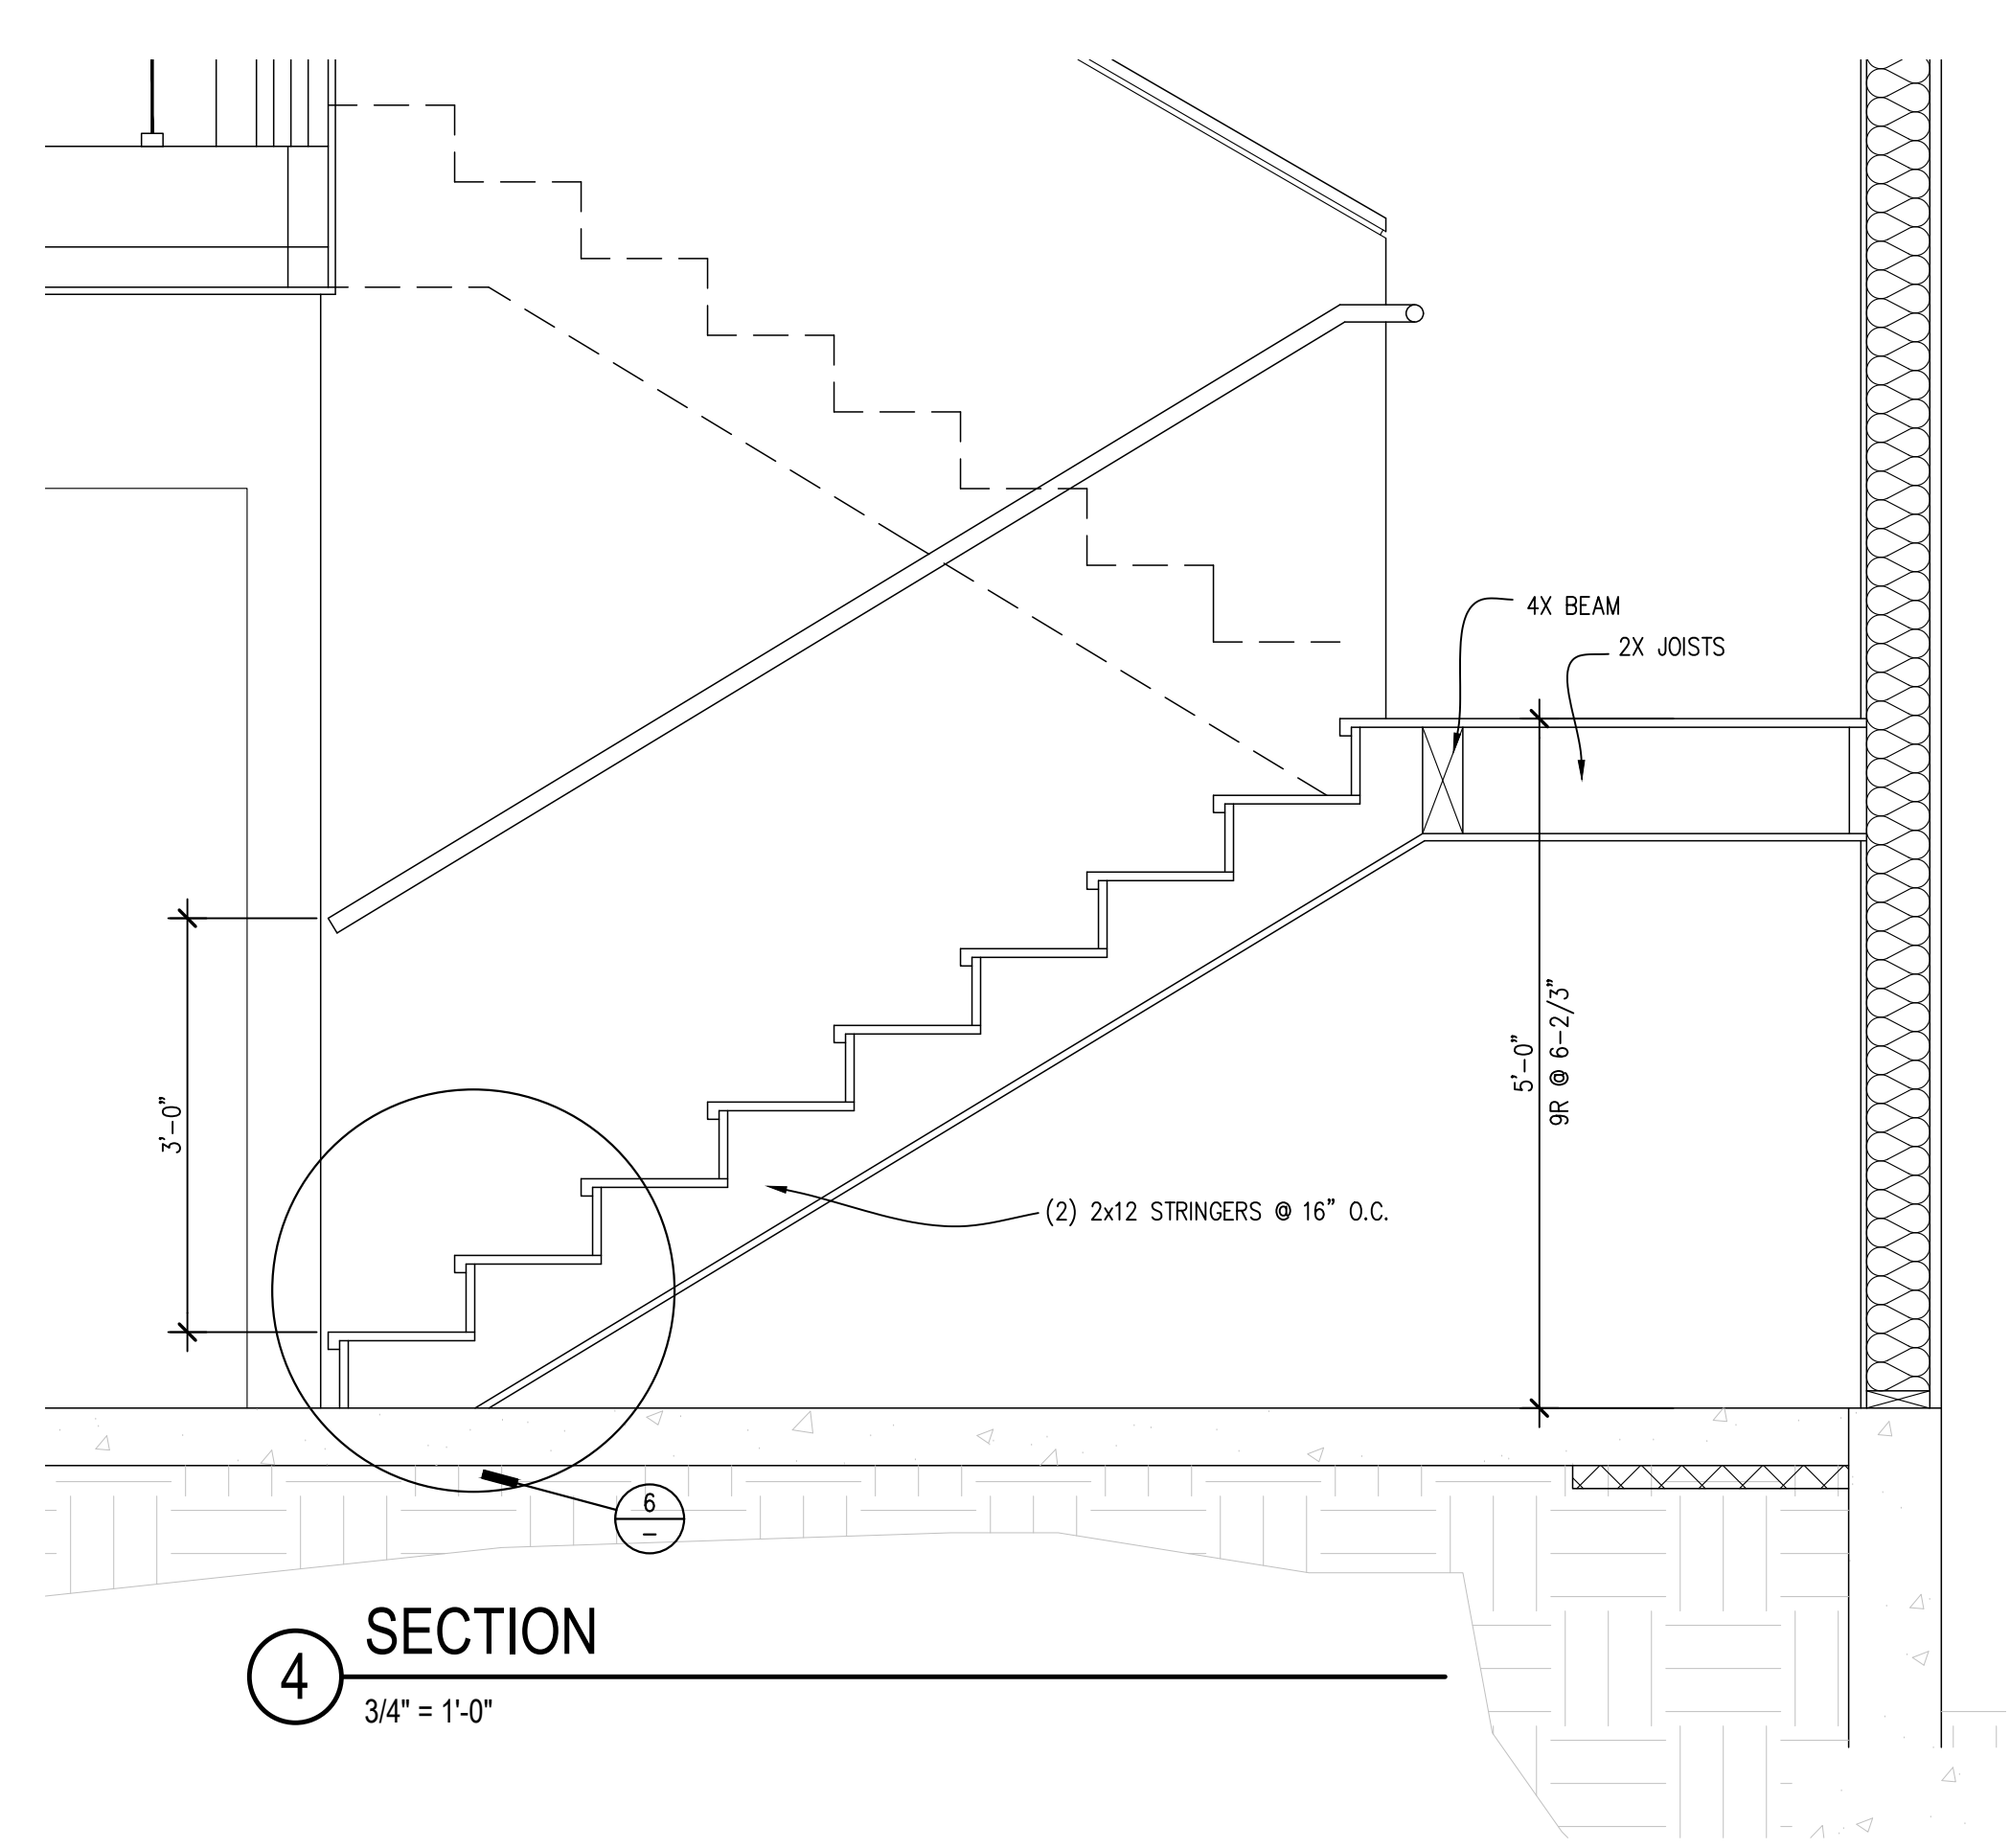 4X BEAM
2X JOISTS
3'-0"
5'-0"
9R @ 6-2/3"
(2) 2x12 STRINGERS @ 16" O.C.
6
–
4
SECTION
3/4" = 1'-0"